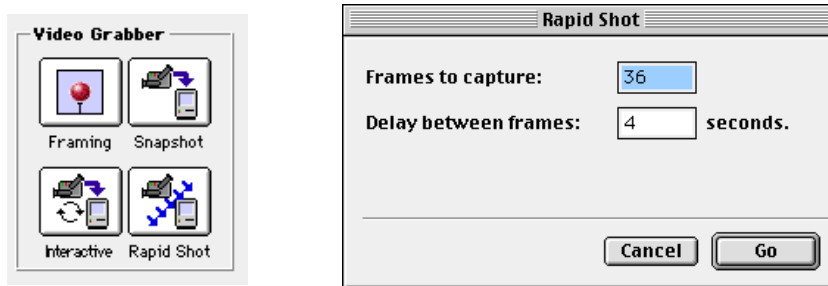 Video Grabber
Framing Snapshot
Interactive Rapid Shot
Rapid Shot
Frames to capture: 36
Delay between frames: 4 seconds.
Cancel Go